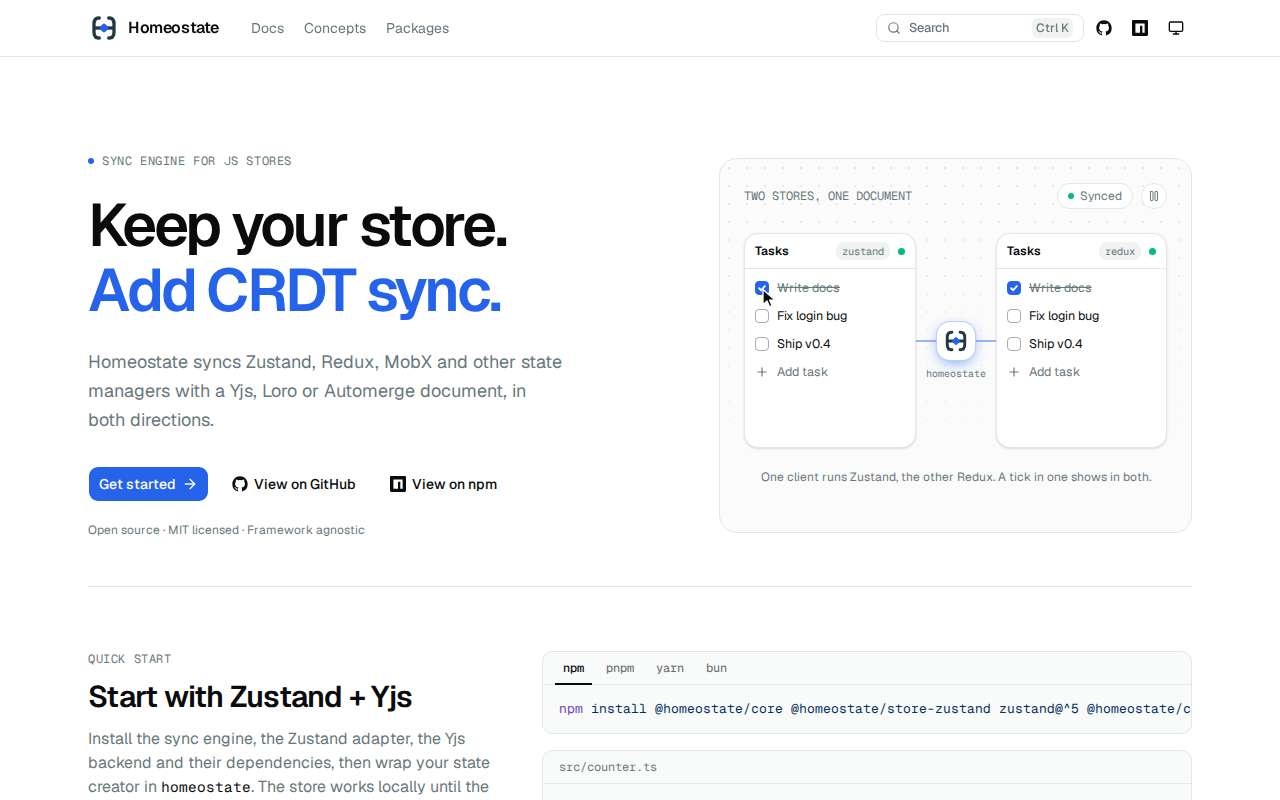 Homeostate Docs Concepts Packages Search Ctrl K
SYNC ENGINE FOR JS STORES
Keep your store.
Add CRDT sync.
Homeostate syncs Zustand, Redux, MobX and other state
managers with a Yjs, Loro or Automerge document, in
both directions.
Get started → View on GitHub View on npm
Open source · MIT licensed · Framework agnostic
TWO STORES, ONE DOCUMENT Synced
Tasks zustand
Write docs
Fix login bug
Ship v0.4
+ Add task
homeostate
Tasks redux
Write docs
Fix login bug
Ship v0.4
+ Add task
One client runs Zustand, the other Redux. A tick in one shows in both.
QUICK START
Start with Zustand + Yjs
Install the sync engine, the Zustand adapter, the Yjs
backend and their dependencies, then wrap your state
creator in homeostate. The store works locally until the
npm pnpm yarn bun
npm install @homeostate/core @homeostate/store-zustand zustand@^5 @homeostate/c
src/counter.ts